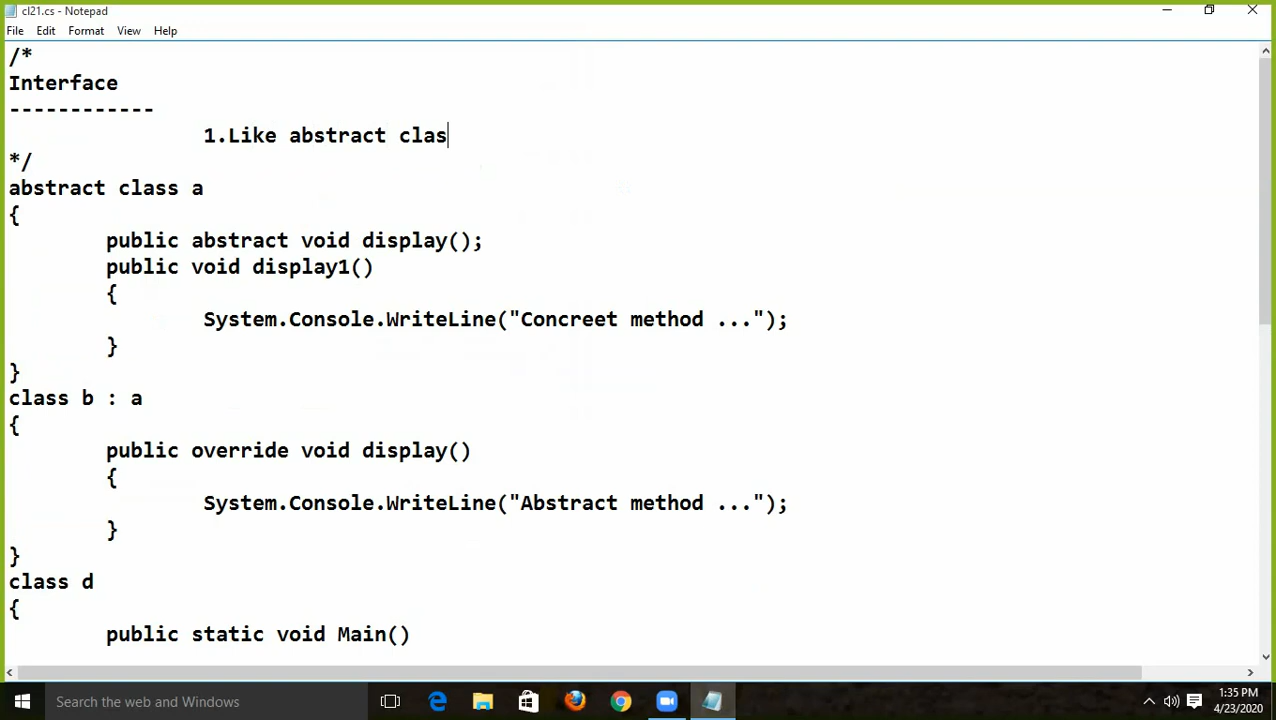 cl21.cs - Notepad
File Edit Format View Help
/*
Interface
------------
1.Like abstract clas
*/
abstract class a
{
public abstract void display();
public void display1()
{
System.Console.WriteLine("Concreet method ...");
}
}
class b : a
{
public override void display()
{
System.Console.WriteLine("Abstract method ...");
}
}
class d
{
public static void Main()
Search the web and Windows
1:35 PM
4/23/2020